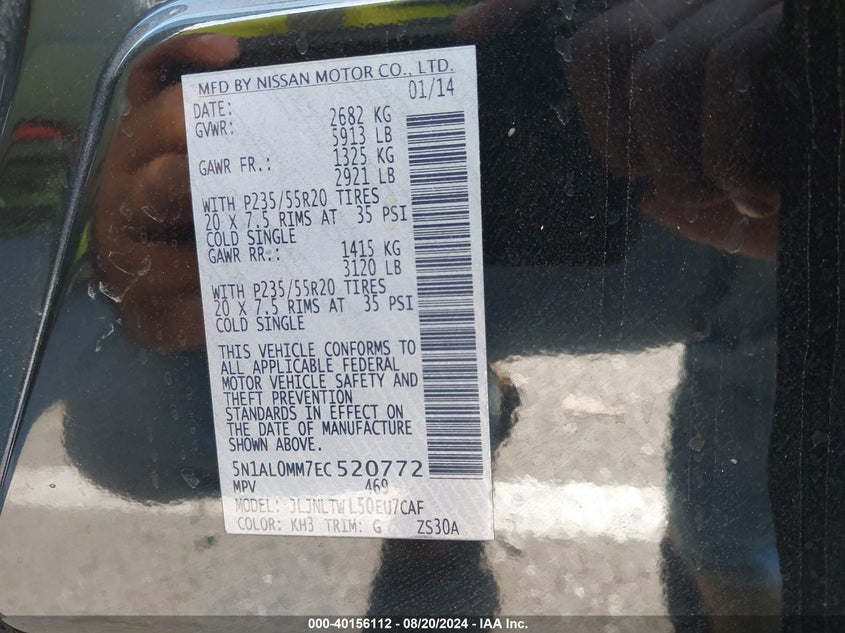 MFD BY NISSAN MOTOR CO., LTD.
DATE: 01/14
GVWR: 2682 KG
5913 LB
GAWR FR.: 1325 KG
2921 LB
WITH P235/55R20 TIRES
20 X 7.5 RIMS AT 35 PSI
COLD SINGLE
GAWR RR.: 1415 KG
3120 LB
WITH P235/55R20 TIRES
20 X 7.5 RIMS AT 35 PSI
COLD SINGLE
THIS VEHICLE CONFORMS TO
ALL APPLICABLE FEDERAL
MOTOR VEHICLE SAFETY AND
THEFT PREVENTION
STANDARDS IN EFFECT ON
THE DATE OF MANUFACTURE
SHOWN ABOVE.
5N1AL0MM7EC520772
MPV 469
MODEL: JLJNLTWL50EU7CAF
COLOR: KH3 TRIM: G ZS30A
000-40156112 - 08/20/2024 - IAA Inc.